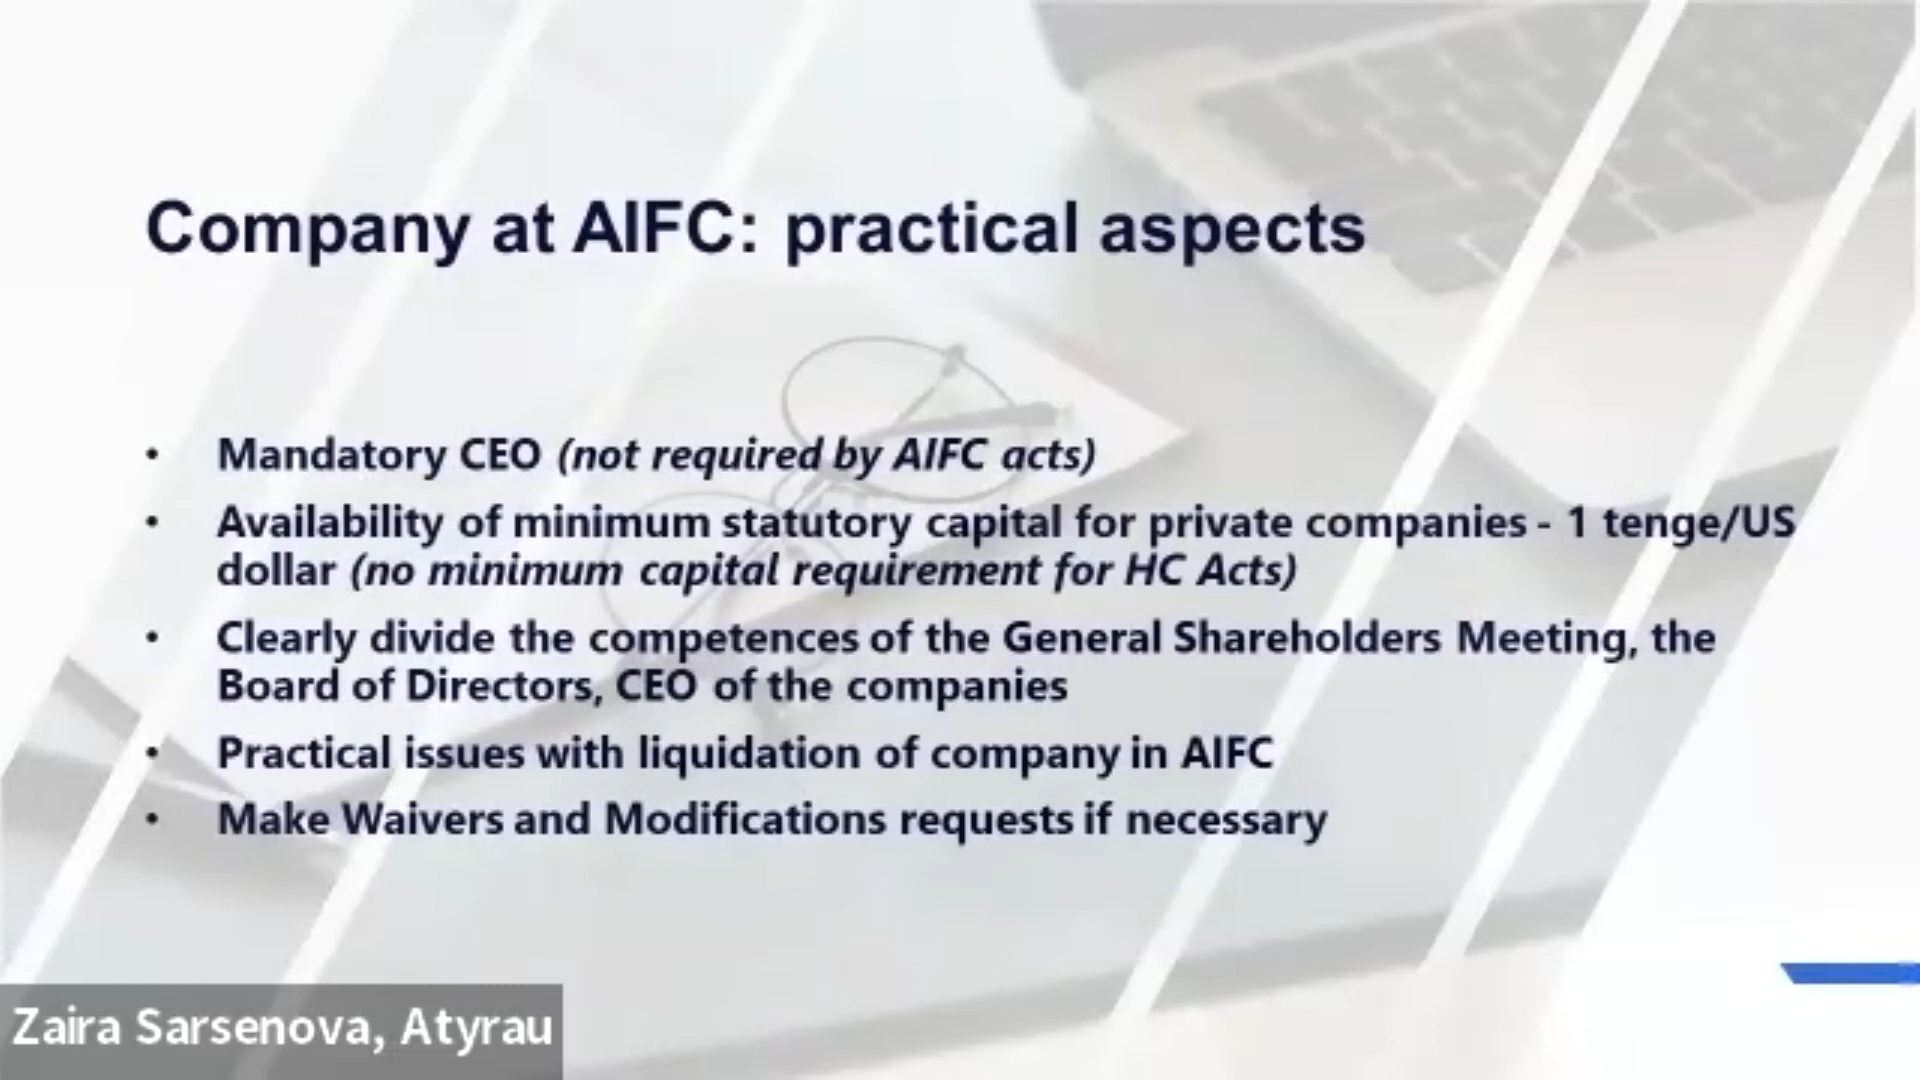 Company at AIFC: practical aspects
• Mandatory CEO (not required by AIFC acts)
• Availability of minimum statutory capital for private companies - 1 tenge/US
dollar (no minimum capital requirement for HC Acts)
• Clearly divide the competences of the General Shareholders Meeting, the
Board of Directors, CEO of the companies
• Practical issues with liquidation of company in AIFC
• Make Waivers and Modifications requests if necessary
Zaira Sarsenova, Atyrau